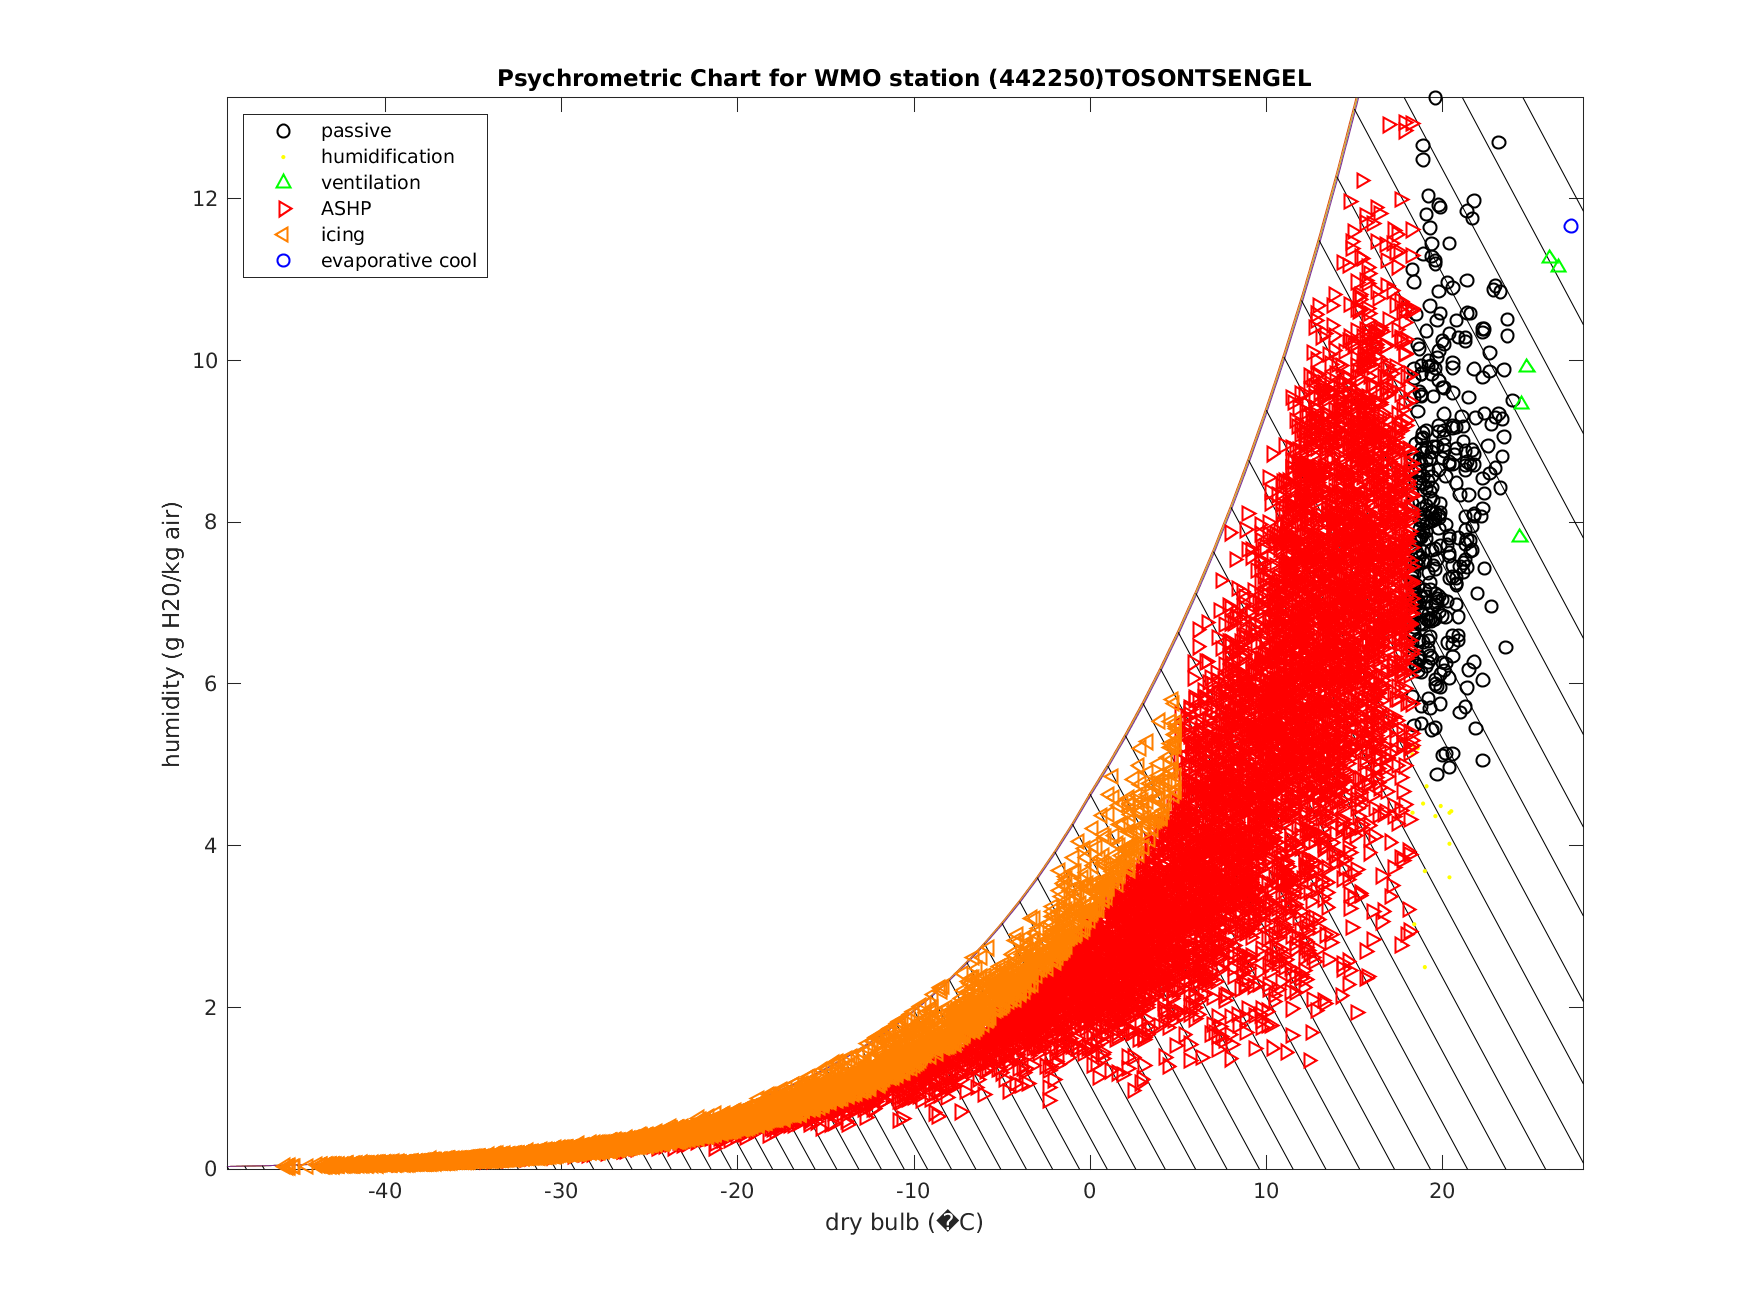 Psychrometric Chart for WMO station (442250)TOSONTSENGEL
passive
humidification
ventilation
ASHP
icing
evaporative cool
humidity (g H20/kg air)
12
10
8
6
4
2
0
-40 -30 -20 -10 0 10 20
dry bulb (�C)